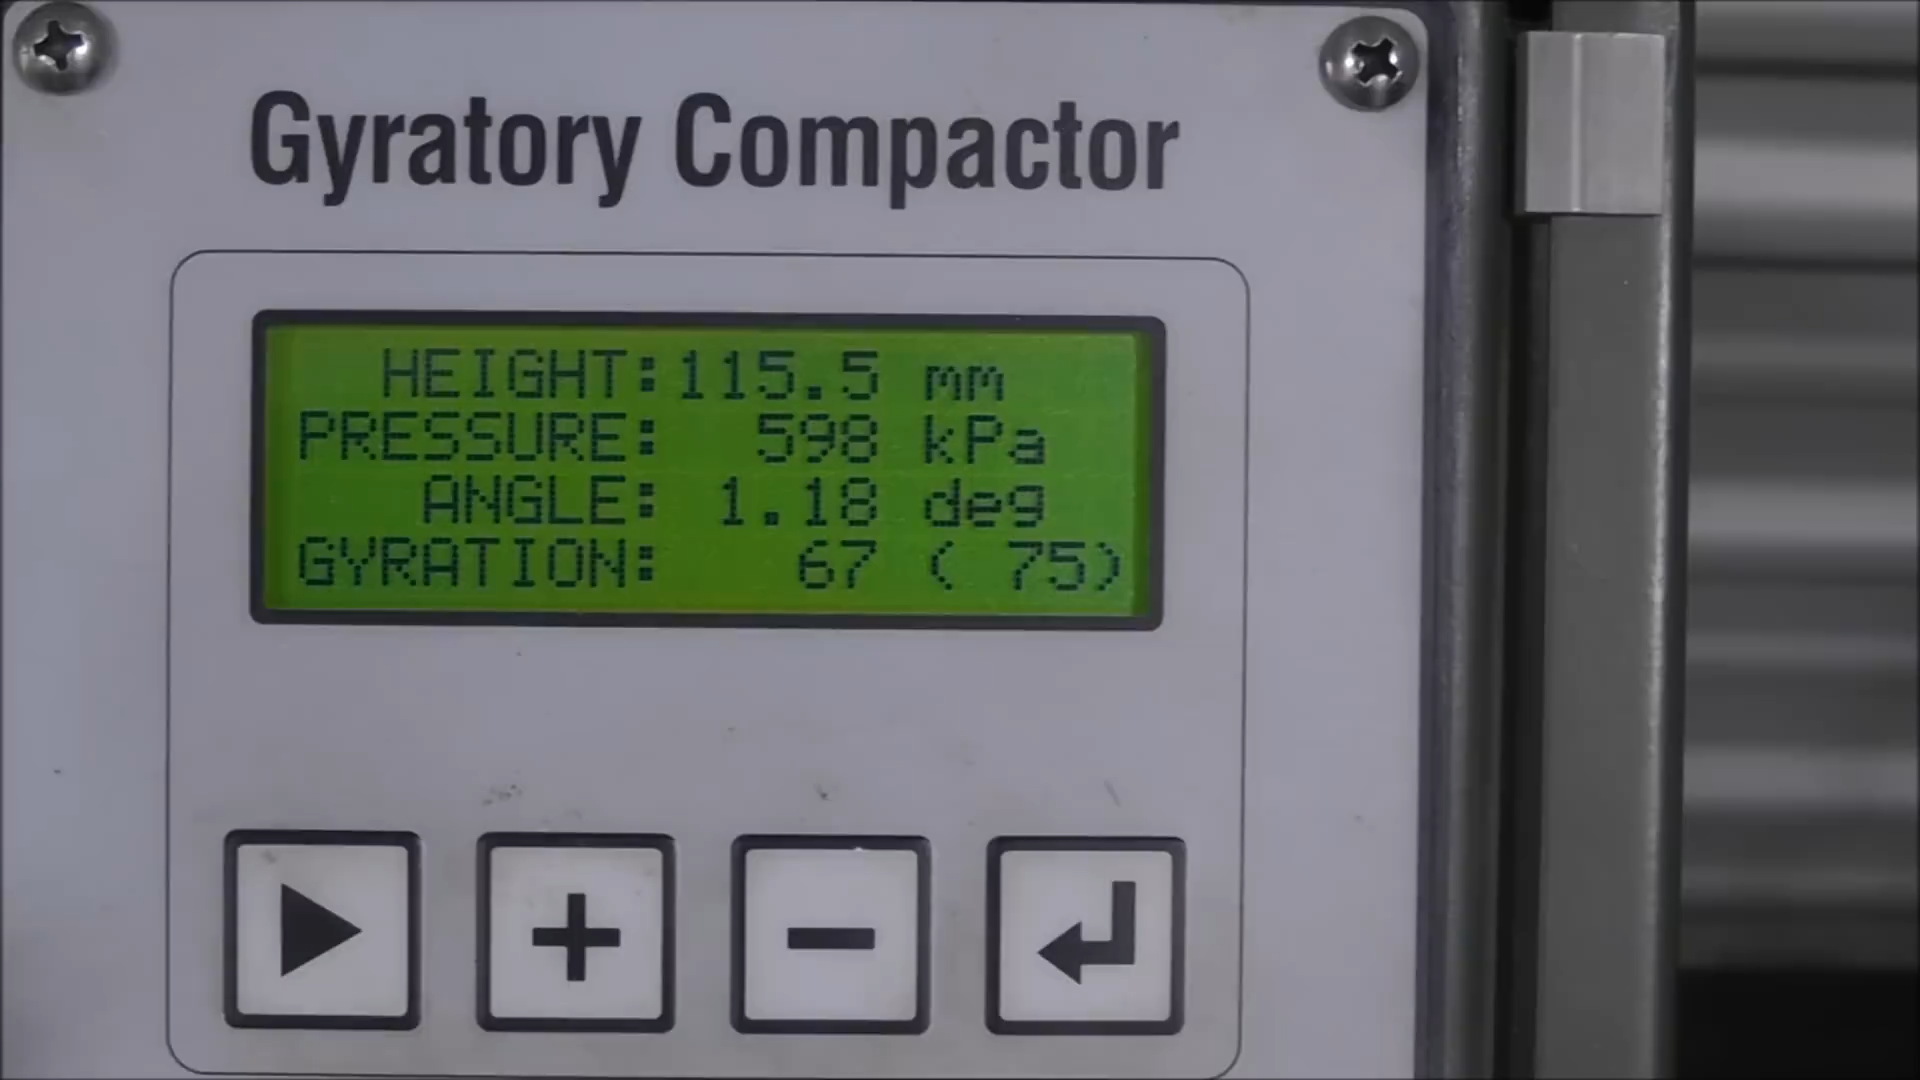 Gyratory Compactor
HEIGHT:115.5 mm
PRESSURE: 598 kPa
ANGLE: 1.18 deg
GYRATION: 67 ( 75)